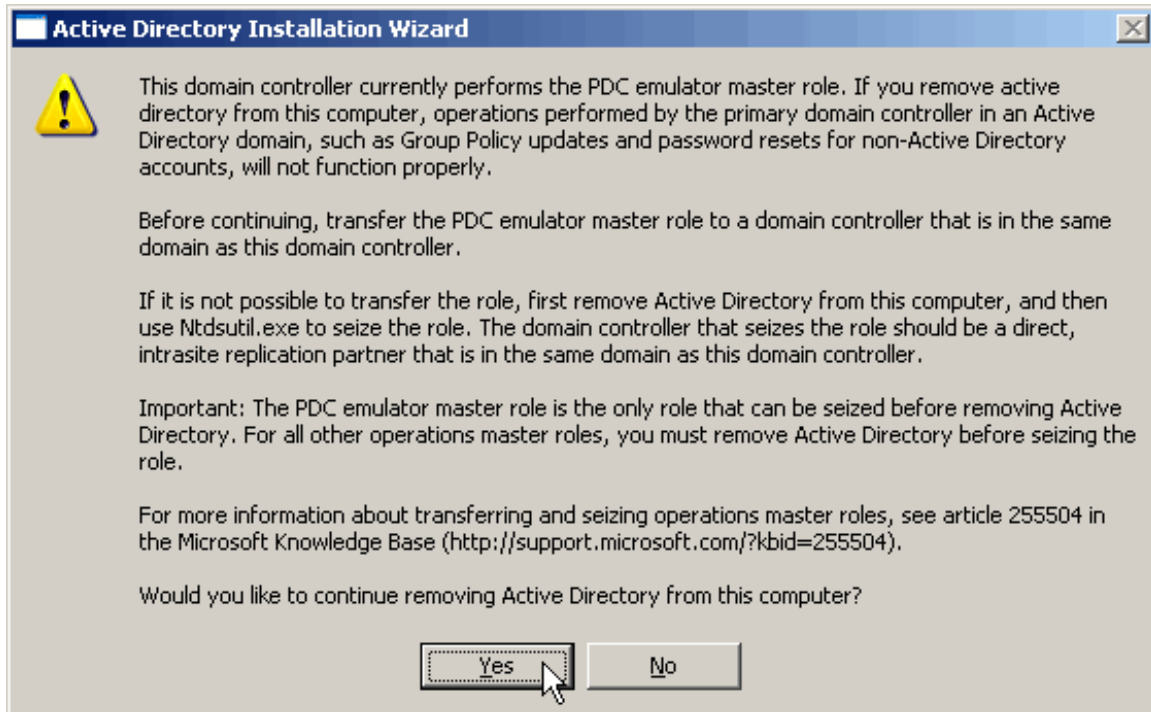 Active Directory Installation Wizard
This domain controller currently performs the PDC emulator master role. If you remove active
directory from this computer, operations performed by the primary domain controller in an Active
Directory domain, such as Group Policy updates and password resets for non-Active Directory
accounts, will not function properly.
Before continuing, transfer the PDC emulator master role to a domain controller that is in the same
domain as this domain controller.
If it is not possible to transfer the role, first remove Active Directory from this computer, and then
use Ntdsutil.exe to seize the role. The domain controller that seizes the role should be a direct,
intrasite replication partner that is in the same domain as this domain controller.
Important: The PDC emulator master role is the only role that can be seized before removing Active
Directory. For all other operations master roles, you must remove Active Directory before seizing the
role.
For more information about transferring and seizing operations master roles, see article 255504 in
the Microsoft Knowledge Base (http://support.microsoft.com/?kbid=255504).
Would you like to continue removing Active Directory from this computer?
Yes No